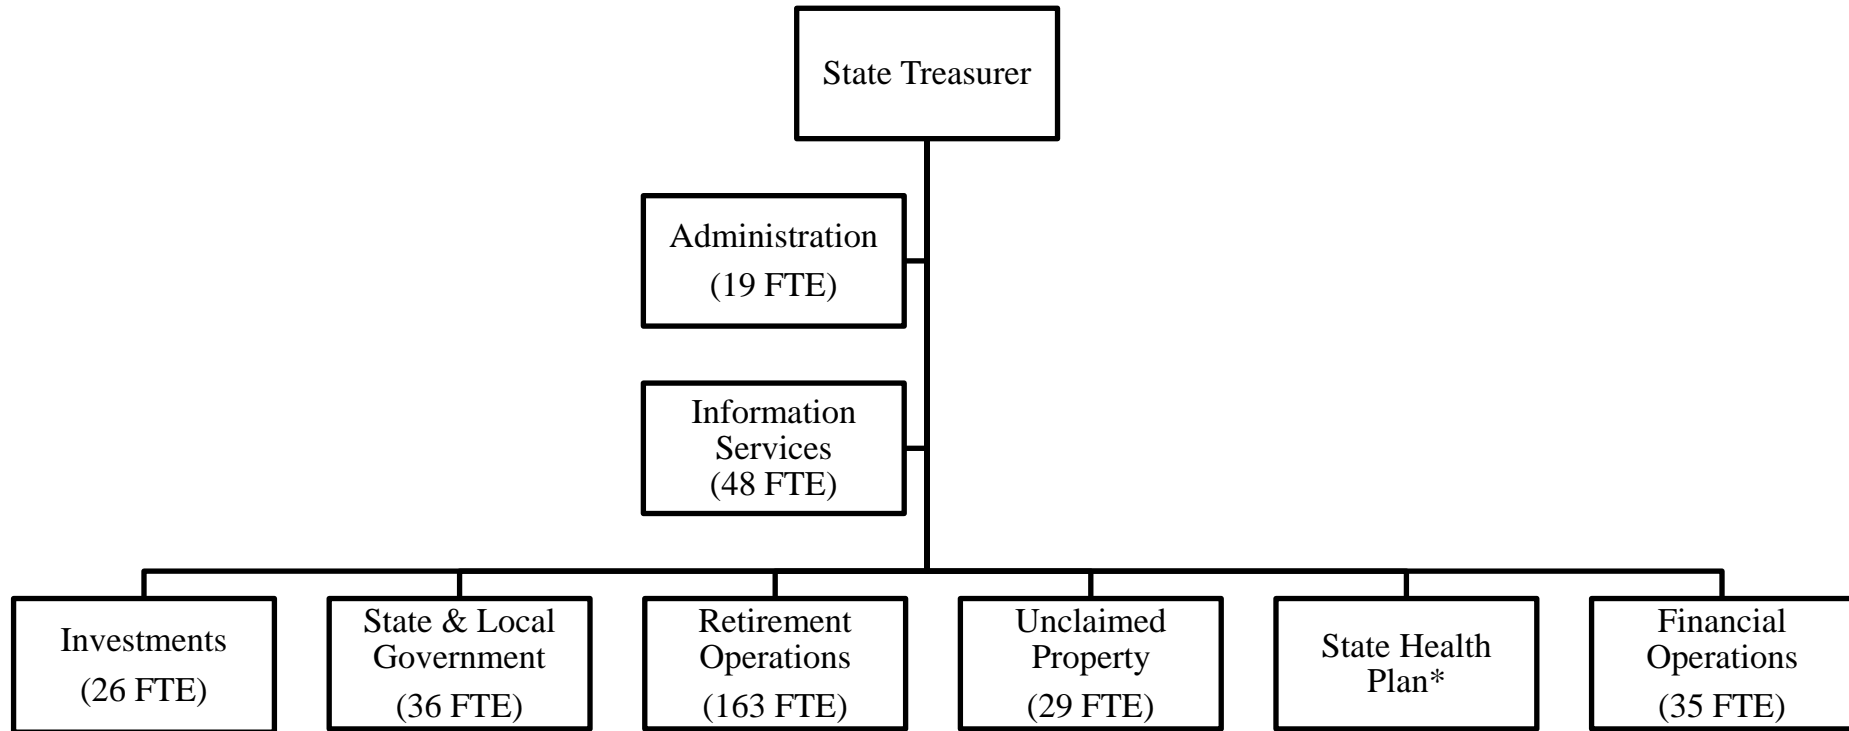 State Treasurer
Administration
(19 FTE)
Information
Services
(48 FTE)
Investments
(26 FTE)
State & Local
Government
(36 FTE)
Retirement
Operations
(163 FTE)
Unclaimed
Property
(29 FTE)
State Health
Plan*
Financial
Operations
(35 FTE)